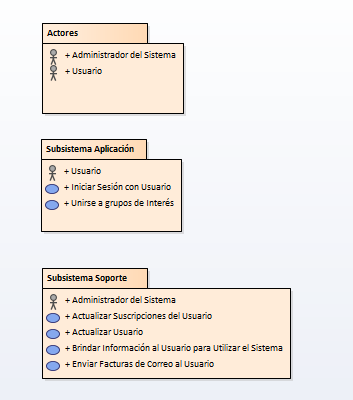 Actores
+ Administrador del Sistema
+ Usuario
Subsistema Aplicación
+ Usuario
+ Iniciar Sesión con Usuario
+ Unirse a grupos de Interés
Subsistema Soporte
+ Administrador del Sistema
+ Actualizar Suscripciones del Usuario
+ Actualizar Usuario
+ Brindar Información al Usuario para Utilizar el Sistema
+ Enviar Facturas de Correo al Usuario